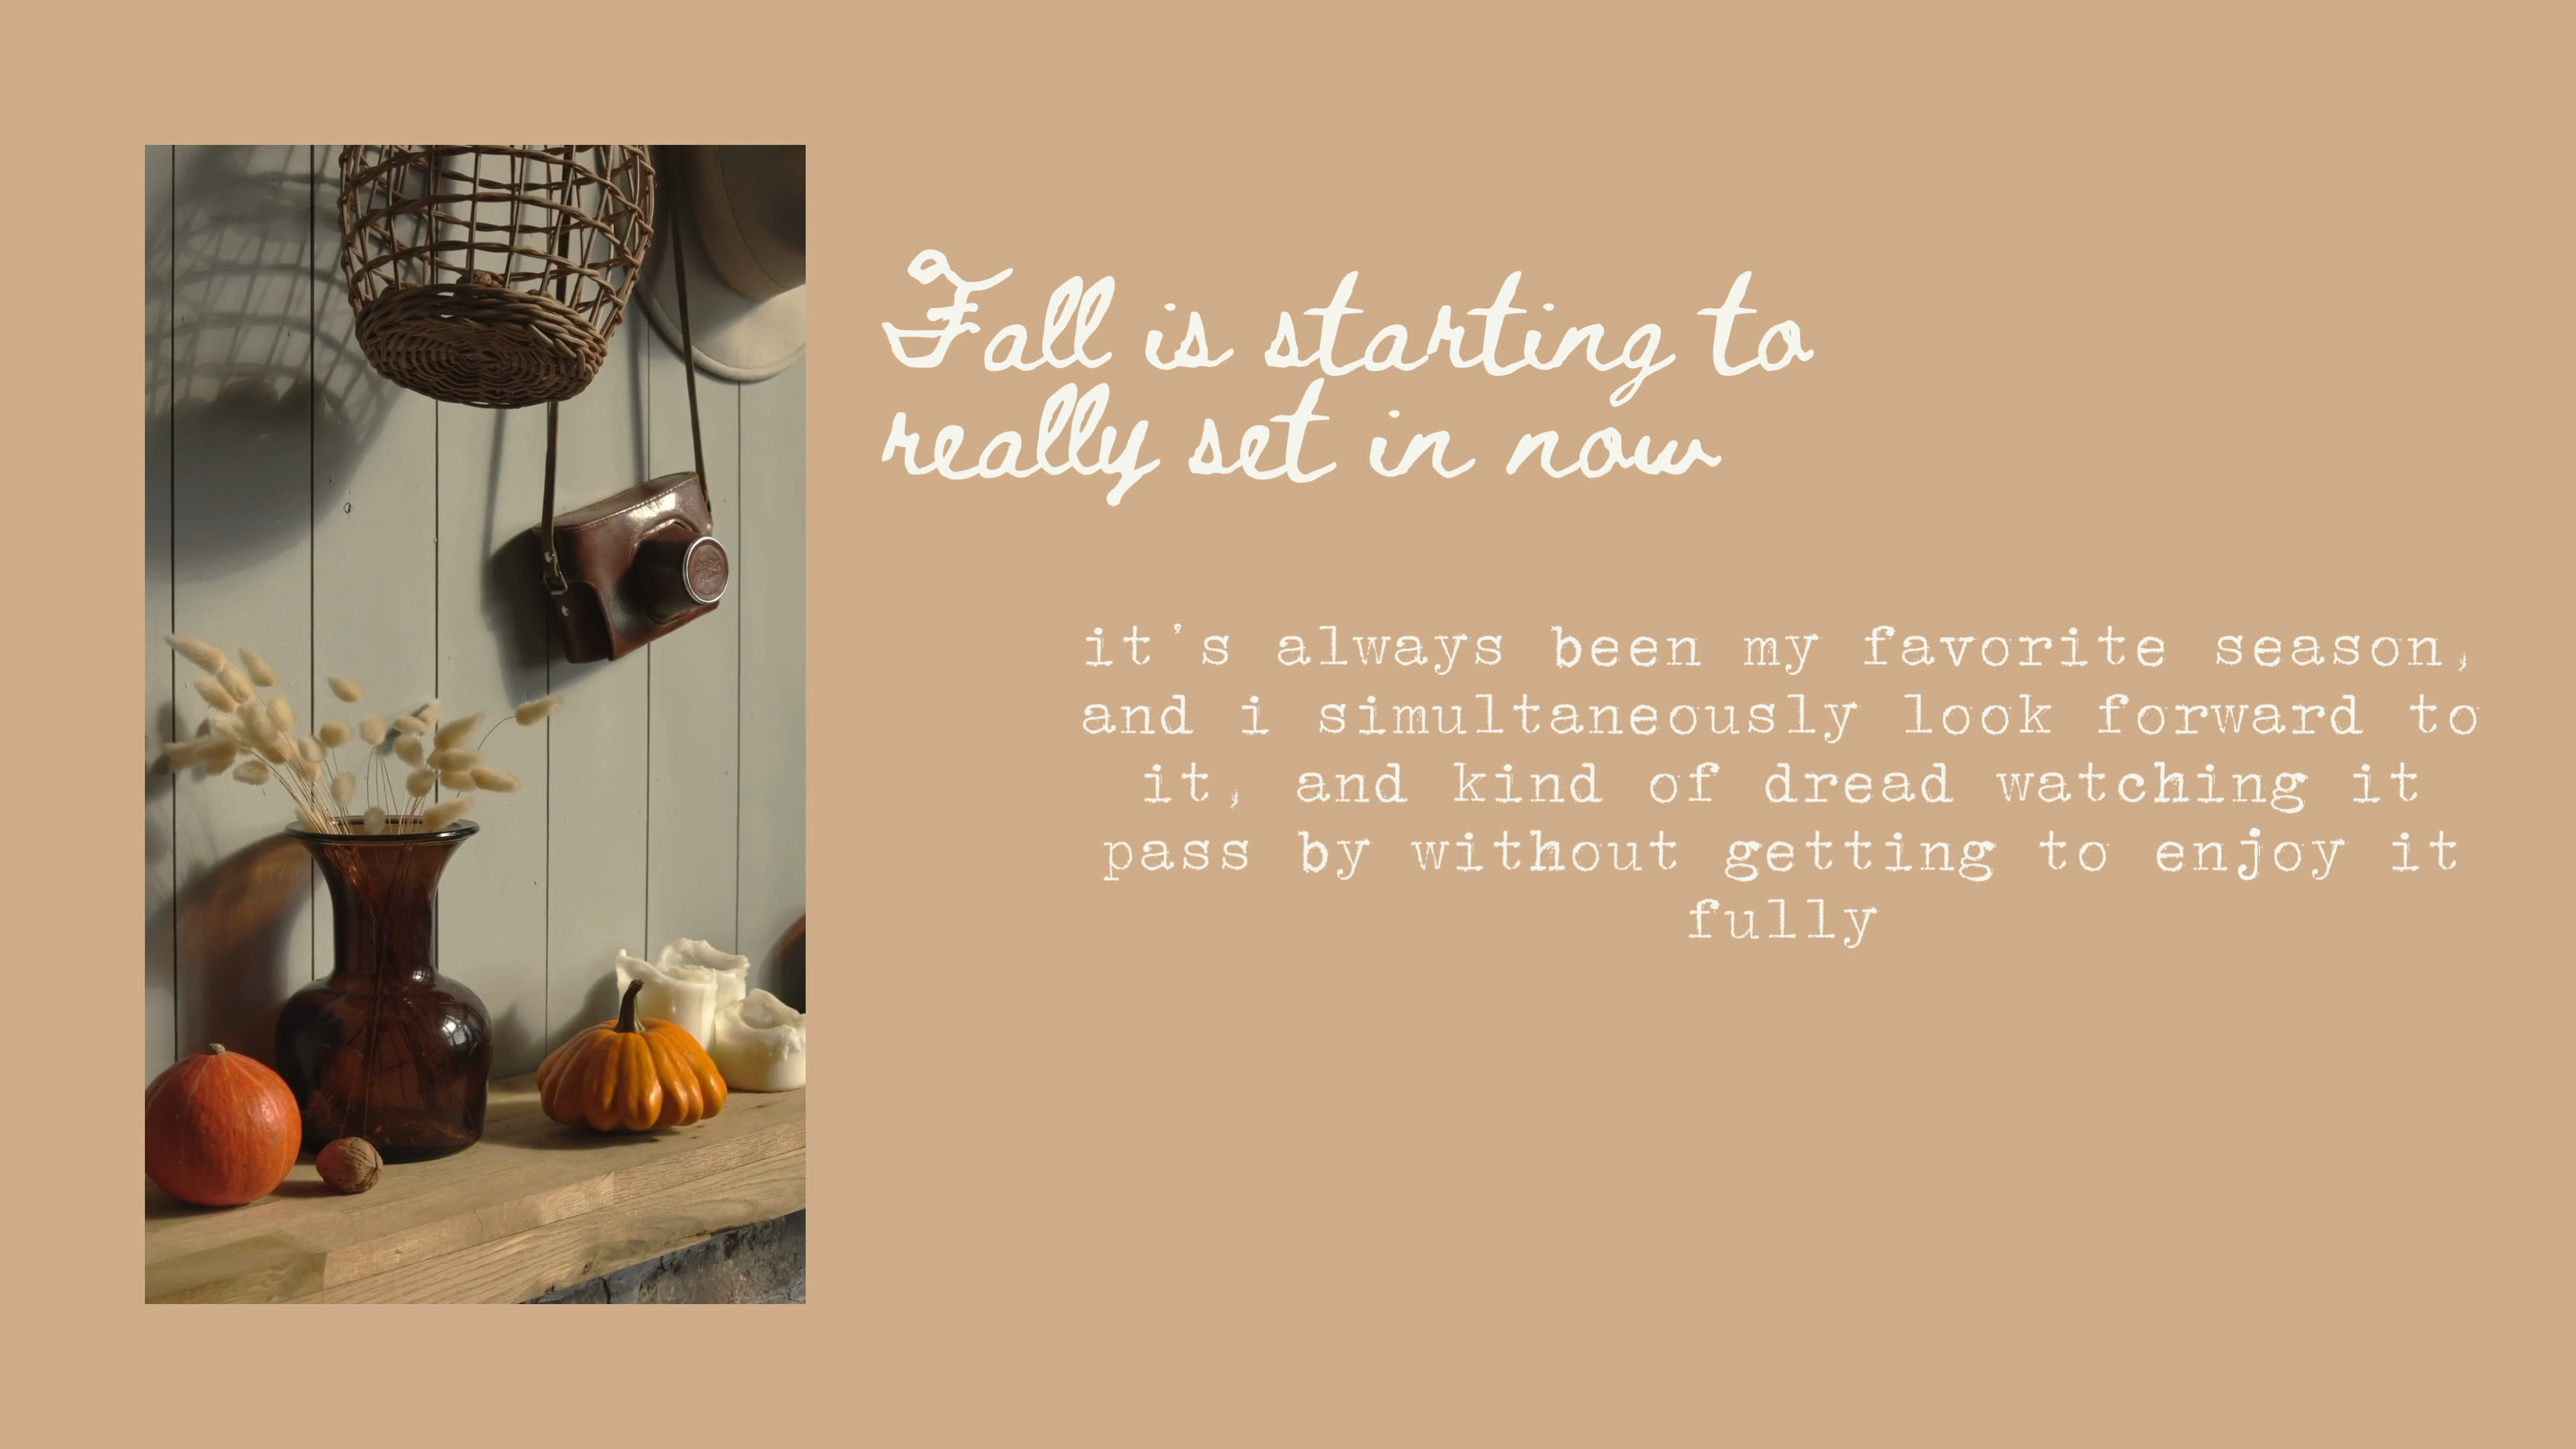 Fall is starting to
really set in now
it's always been my favorite season,
and i simultaneously look forward to
it, and kind of dread watching it
pass by without getting to enjoy it
fully